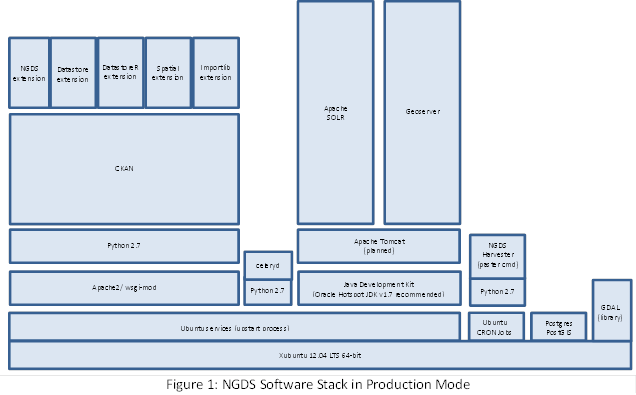 NGDS
extension
Datastore
extension
DatastoreR
extension
Spatial
extension
Importlib
extension
Apache
SOLR
Geoserver
CKAN
Python 2.7
Apache Tomcat
(planned)
NGDS
Harvester
(paster cmd)
celeryd
Apache2/ wsgi-mod
Python 2.7
Java Development Kit
(Oracle Hotspot JDK v1.7 recommended)
Python 2.7
GDAL
(library)
Ubuntu services (upstart process)
Ubuntu
CRON Jobs
Postgres
PostGIS
Xubuntu 12.04 LTS 64-bit
Figure 1: NGDS Software Stack in Production Mode